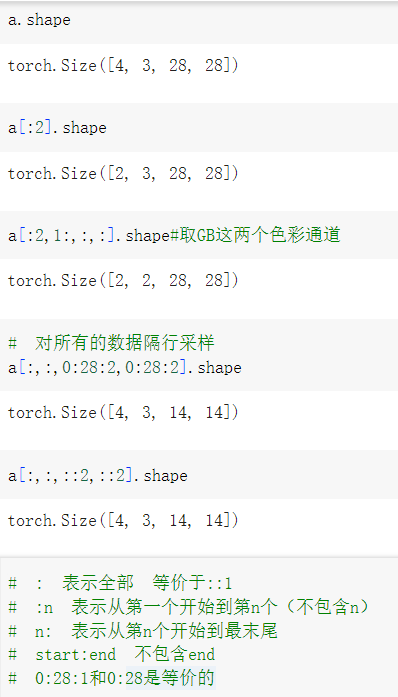 a.shape
torch.Size([4, 3, 28, 28])
a[:2].shape
torch.Size([2, 3, 28, 28])
a[:2,1:,:,:].shape#取GB这两个色彩通道
torch.Size([2, 2, 28, 28])
# 对所有的数据隔行采样
a[:,:,0:28:2,0:28:2].shape
torch.Size([4, 3, 14, 14])
a[:,:,::2,::2].shape
torch.Size([4, 3, 14, 14])
# : 表示全部 等价于::1
# :n 表示从第一个开始到第n个（不包含n）
# n: 表示从第n个开始到最末尾
# start:end 不包含end
# 0:28:1和0:28是等价的